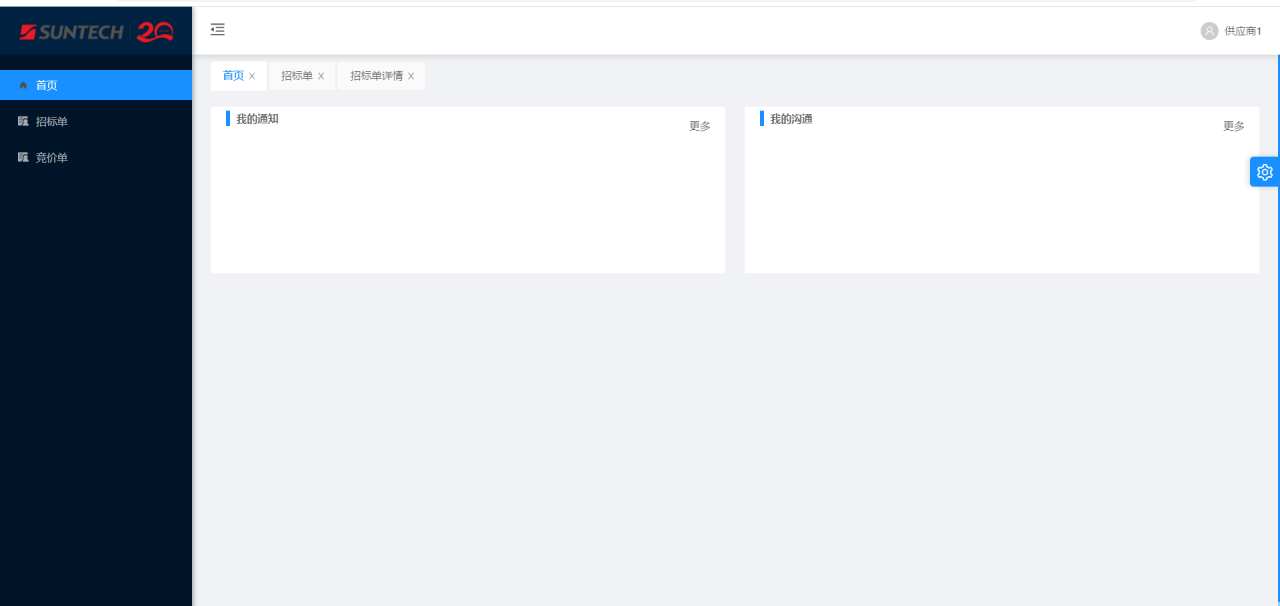 SUNTECH 20
供应商1
首页
招标单
竞价单
首页 x 招标单 x 招标单详情 x
我的通知
更多
我的沟通
更多